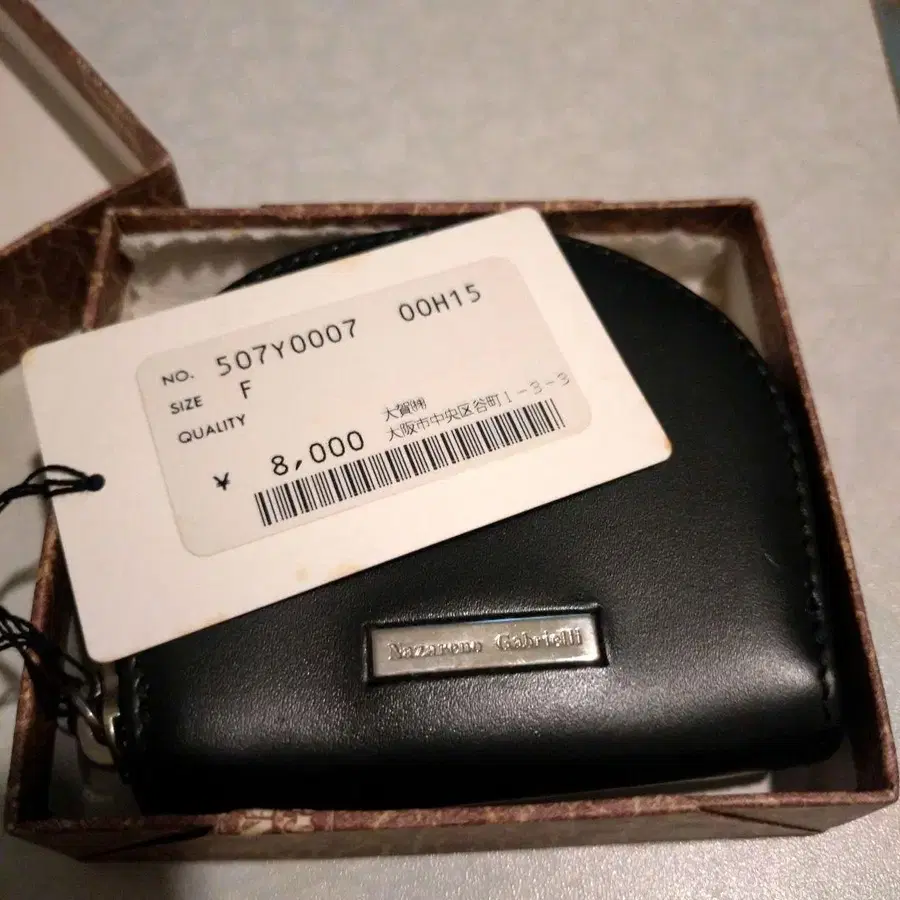 NO. 507Y0007 00H15
SIZE F
QUALITY
大賀㈱
大阪市中央区谷町1-3-3
¥ 8,000
Nazareno Gabrielli